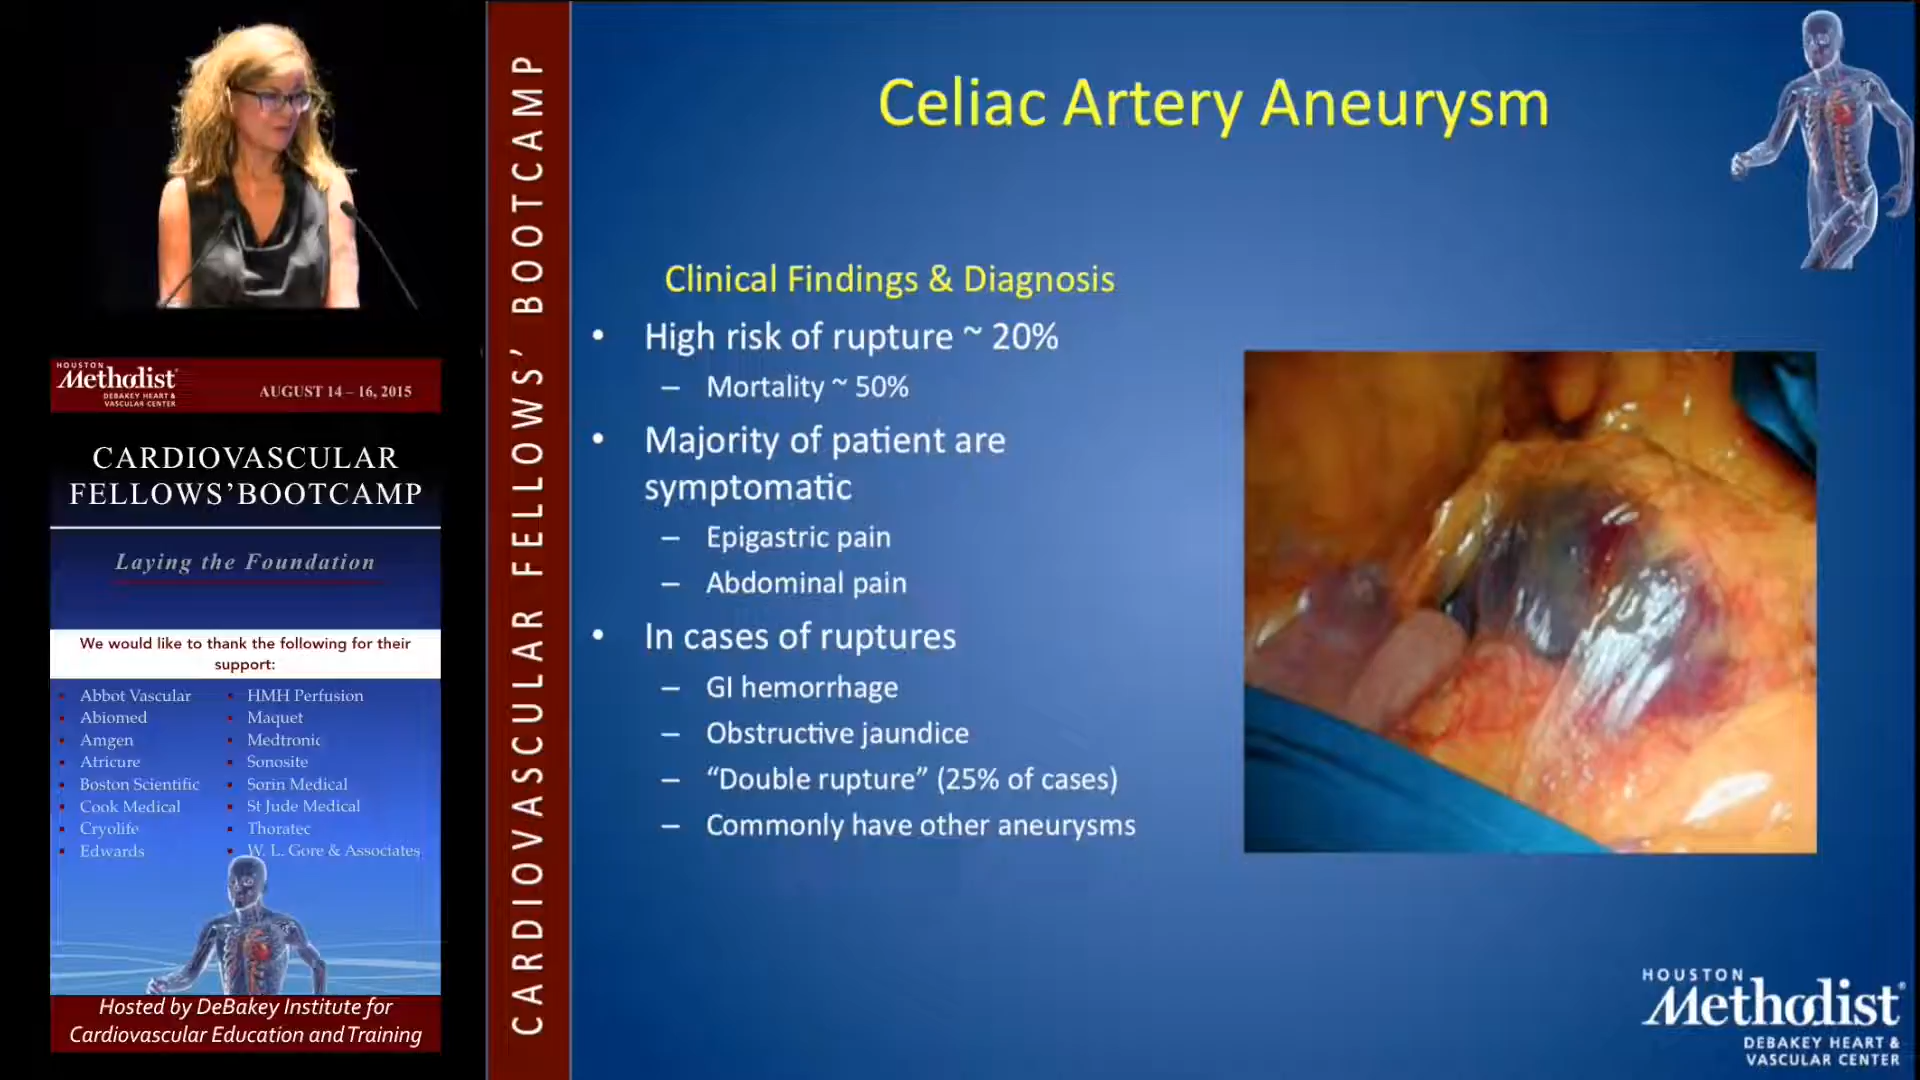 HOUSTON
Methodist
DEBAKEY HEART &
VASCULAR CENTER
AUGUST 14 – 16, 2015
CARDIOVASCULAR
FELLOWS’BOOTCAMP
Laying the Foundation
We would like to thank the following for their
support:
Abbot Vascular
Abiomed
Amgen
Atricure
Boston Scientific
Cook Medical
Cryolife
Edwards
HMH Perfusion
Maquet
Medtronic
Sonosite
Sorin Medical
St Jude Medical
Thoratec
W. L. Gore & Associates
Hosted by DeBakey Institute for
Cardiovascular Education and Training
CARDIOVASCULAR FELLOWS’ BOOTCAMP
Celiac Artery Aneurysm
Clinical Findings & Diagnosis
• High risk of rupture ~ 20%
– Mortality ~ 50%
• Majority of patient are
symptomatic
– Epigastric pain
– Abdominal pain
• In cases of ruptures
– GI hemorrhage
– Obstructive jaundice
– “Double rupture” (25% of cases)
– Commonly have other aneurysms
HOUSTON
Methodist®
DEBAKEY HEART &
VASCULAR CENTER